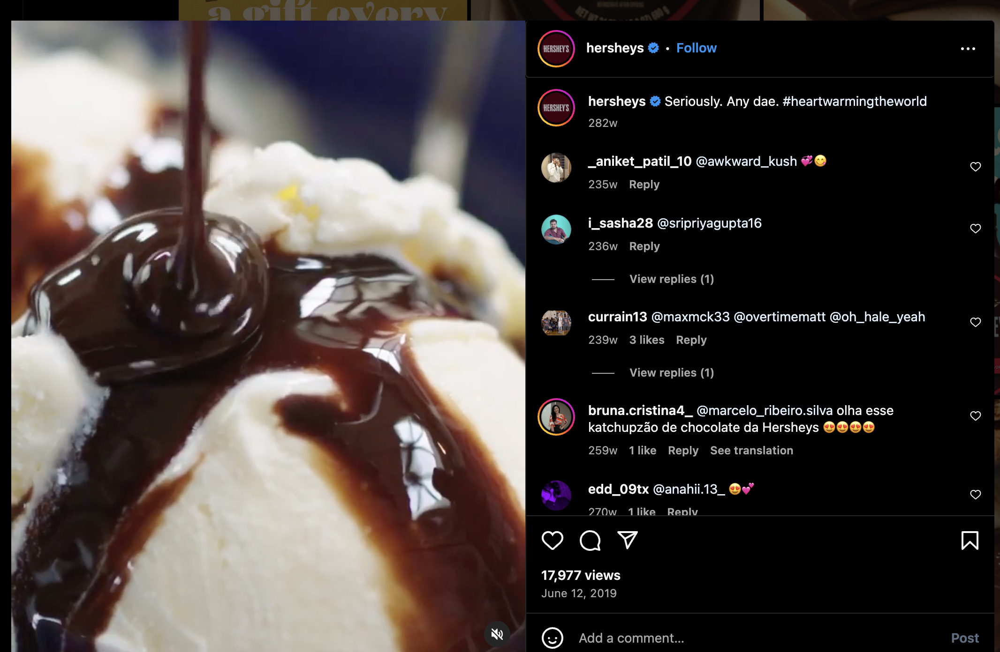 a gift every
HERSHEY'S
hersheys • Follow
HERSHEY'S
hersheys Seriously. Any dae. #heartwarmingtheworld
282w
_aniket_patil_10 @awkward_kush 💞😋
235w Reply
i_sasha28 @sripriyagupta16
236w Reply
View replies (1)
currain13 @maxmck33 @overtimematt @oh_hale_yeah
239w 3 likes Reply
View replies (1)
bruna.cristina4_ @marcelo_ribeiro.silva olha esse
katchupzão de chocolate da Hersheys 😍😍😍😍
259w 1 like Reply See translation
edd_09tx @anahii.13_ 😍💕
270w 1 like Reply
17,977 views
June 12, 2019
Add a comment...
Post